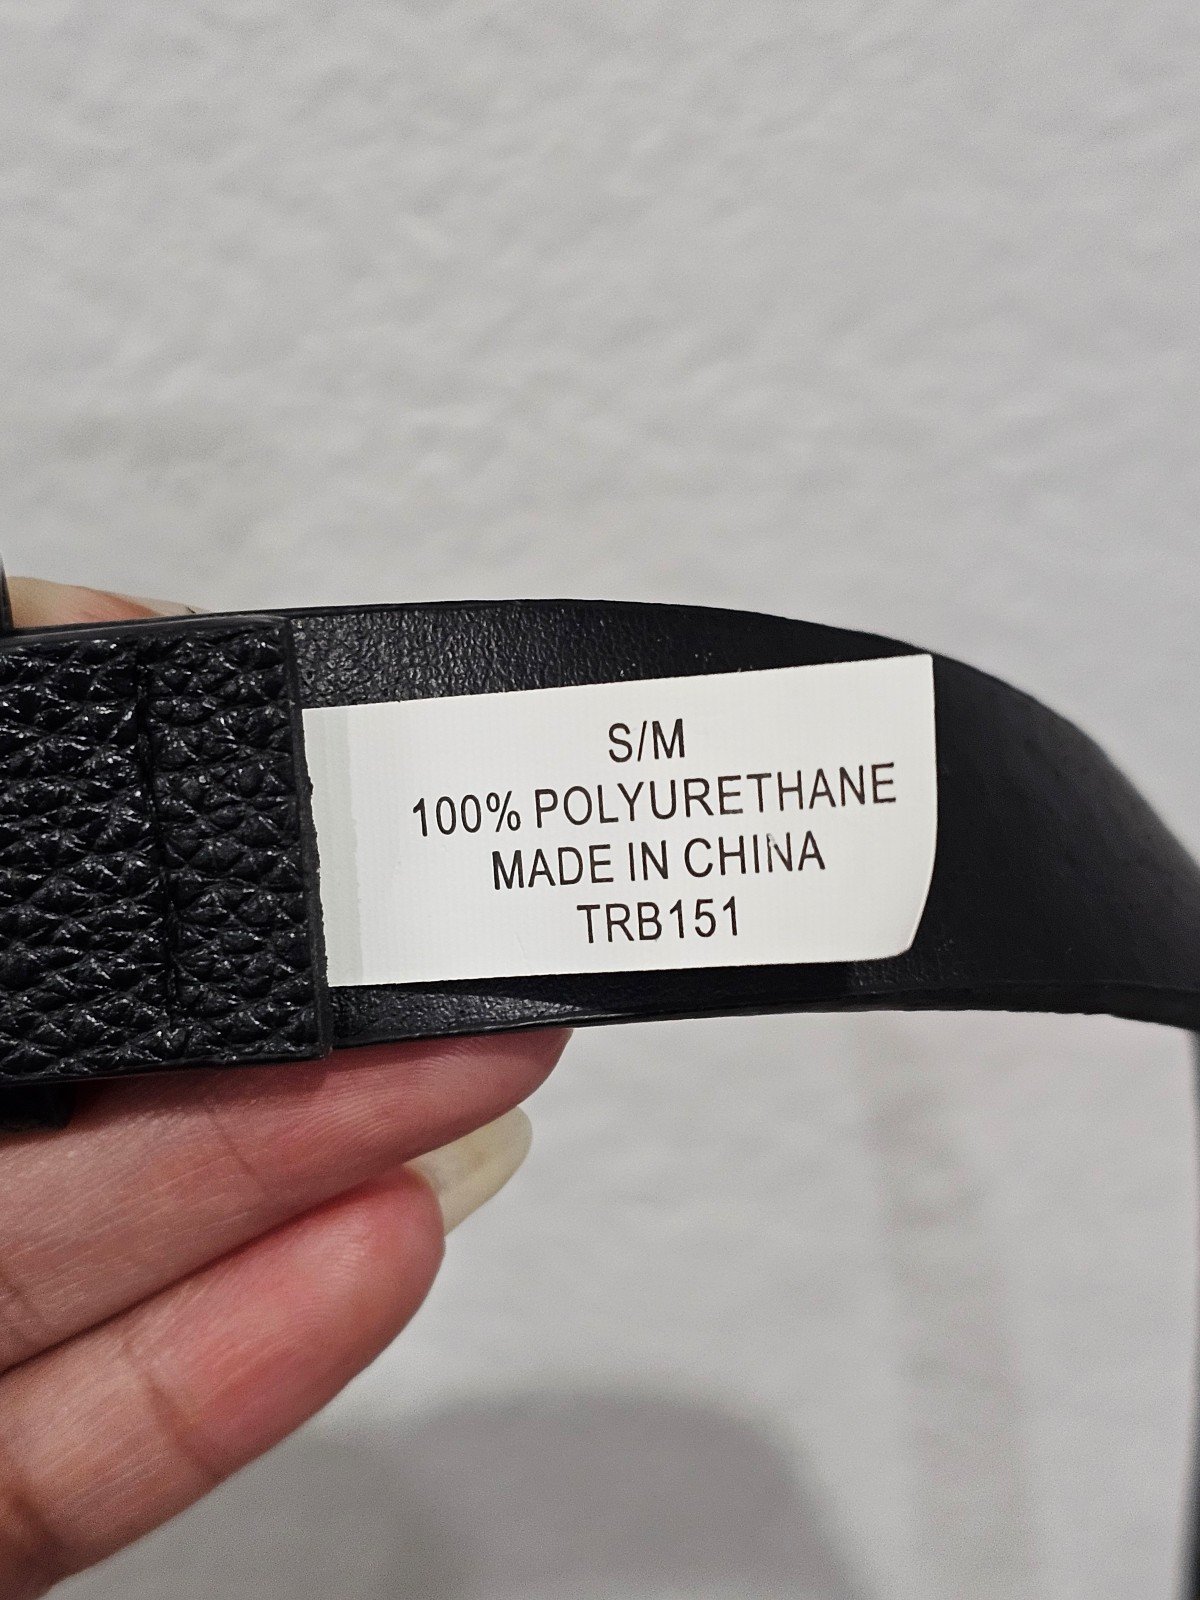 S/M
100% POLYURETHANE
MADE IN CHINA
TRB151